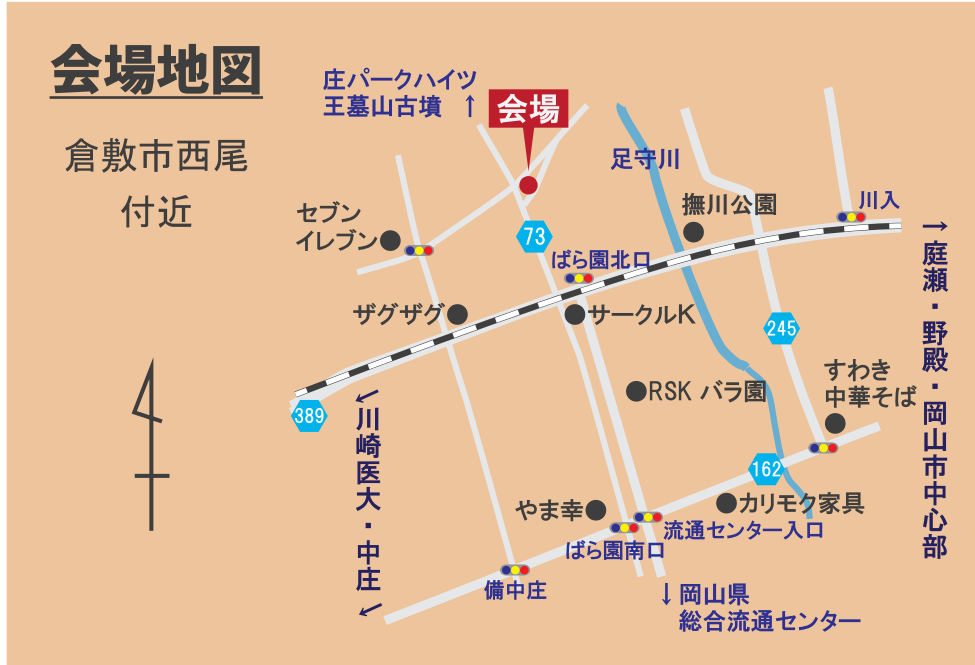 会場地図
倉敷市西尾
付近
庄パークハイツ
王墓山古墳 ↑
会場
足守川
撫川公園
川入
セブン
イレブン
73
ばら園北口
ザグザグ
サークルK
245
→庭瀬・野殿・岡山市中心部
389
←川崎医大・中庄←
RSK バラ園
すわき
中華そば
162
やま幸
カリモク家具
流通センター入口
ばら園南口
備中庄
↓岡山県
総合流通センター